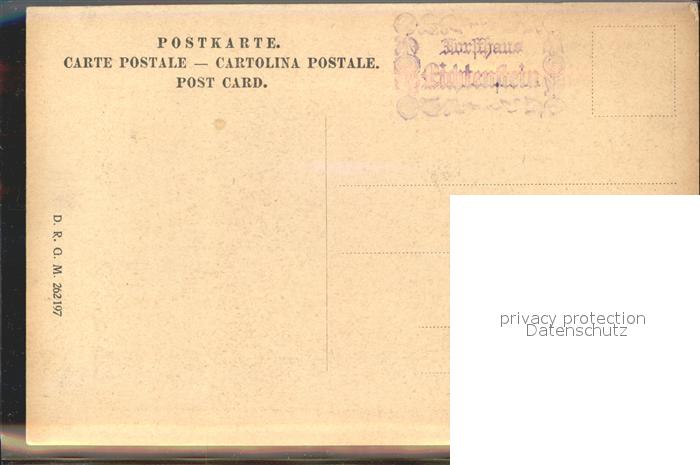 POSTKARTE.
CARTE POSTALE — CARTOLINA POSTALE.
POST CARD.
Forsthaus
Lichtenstein
D. R. G. M. 262197
privacy protection
Datenschutz